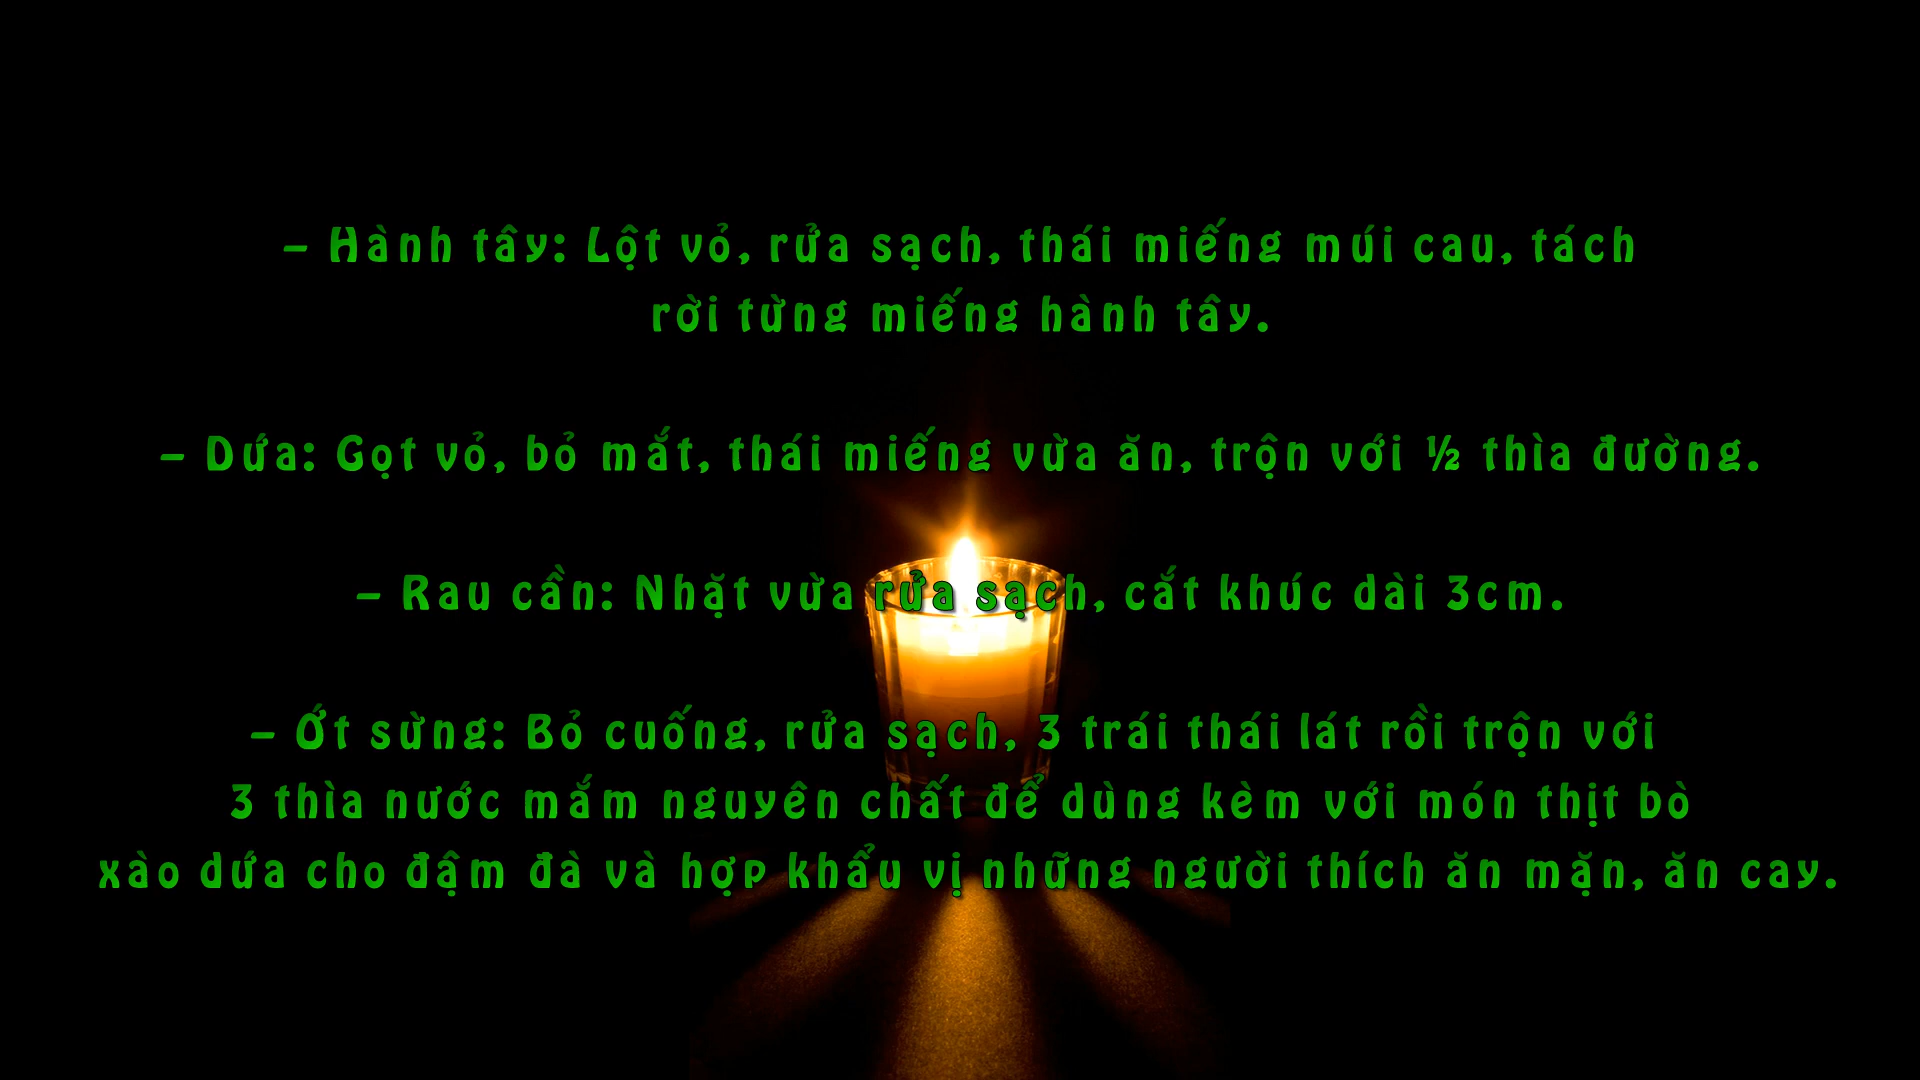 – Hành tây: Lột vỏ, rửa sạch, thái miếng múi cau, tách
rời từng miếng hành tây.
– Dứa: Gọt vỏ, bỏ mắt, thái miếng vừa ăn, trộn với ½ thìa đường.
– Rau cần: Nhặt vừa rửa sạch, cắt khúc dài 3cm.
– Ớt sừng: Bỏ cuống, rửa sạch, 3 trái thái lát rồi trộn với
3 thìa nước mắm nguyên chất để dùng kèm với món thịt bò
xào dứa cho đậm đà và hợp khẩu vị những người thích ăn mặn, ăn cay.